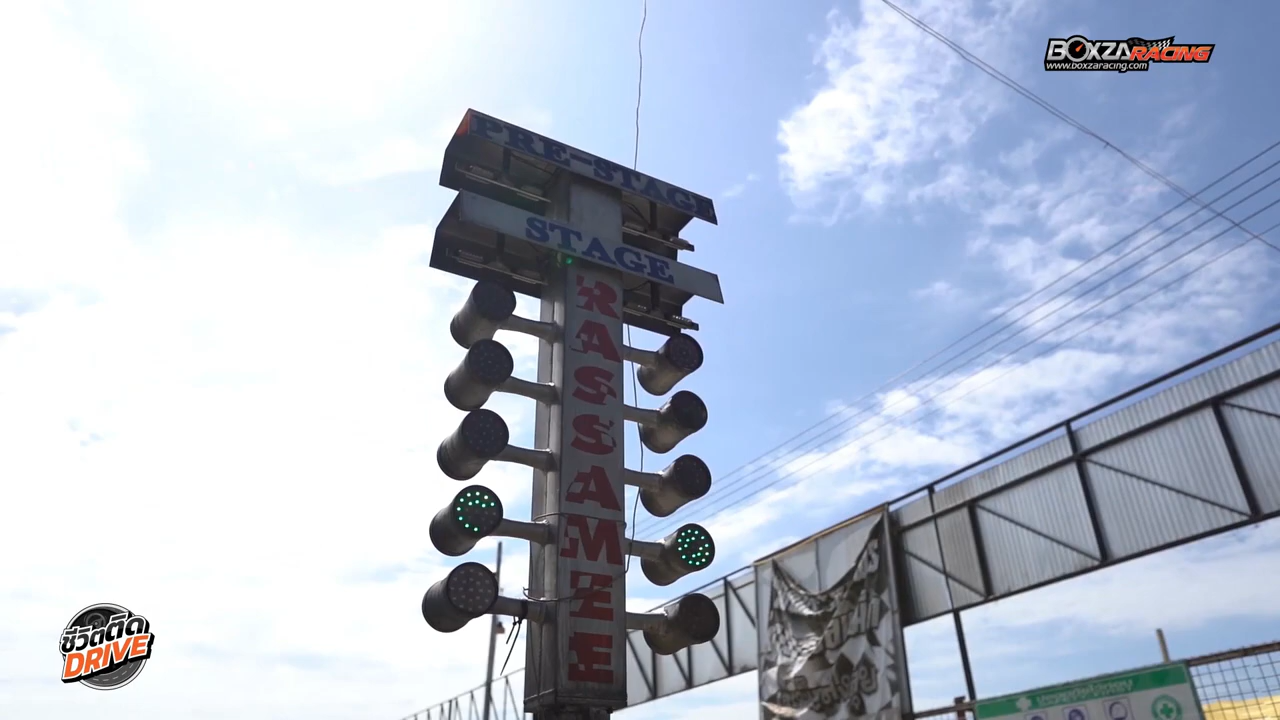 BOXZA RACING
www.boxzaracing.com
PRE-STAGE
STAGE
RASSAMEE
ชีวิตติด
DRIVE